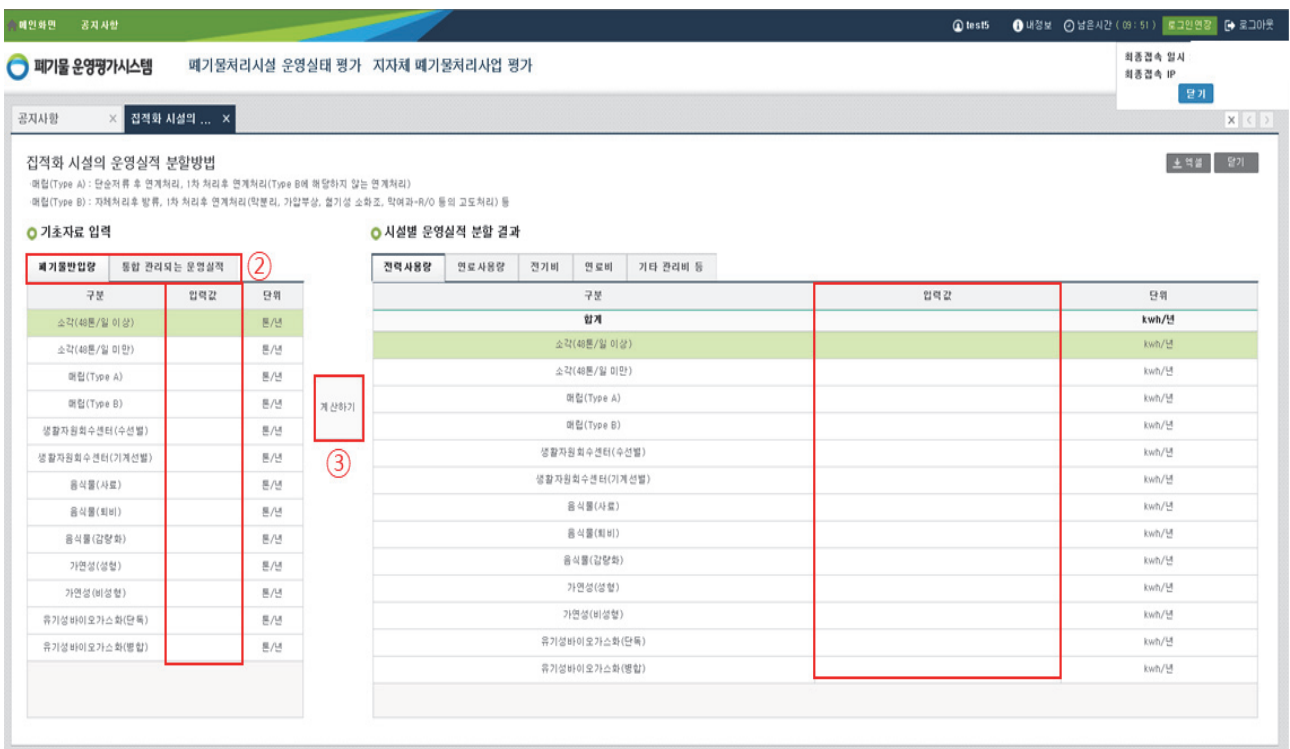 메인화면 공지사항
test5 내정보 남은시간 ( 09 : 51 ) 로그인연장 로그아웃
폐기물 운영평가시스템 폐기물처리시설 운영실태 평가 지자체 폐기물처리사업 평가
최종접속 일시
최종접속 IP
닫기
공지사항 X 집적화 시설의 ... X
집적화 시설의 운영실적 분할방법
엑셀 닫기
·매립(Type A) : 단순저류 후 연계처리, 1차 처리후 연계처리(Type B에 해당하지 않는 연계처리)
·매립(Type B) : 자체처리후 방류, 1차 처리후 연계처리(막분리, 가압부상, 혐기성 소화조, 막여과-R/O 등의 고도처리) 등
기초자료 입력
폐기물반입량 통합 관리되는 운영실적 ②
구분 입력값 단위
소각(48톤/일 이상) 톤/년
소각(48톤/일 미만) 톤/년
매립(Type A) 톤/년
매립(Type B) 톤/년
생활자원회수센터(수선별) 톤/년
생활자원회수센터(기계선별) 톤/년
음식물(사료) 톤/년
음식물(퇴비) 톤/년
음식물(감량화) 톤/년
가연성(성형) 톤/년
가연성(비성형) 톤/년
유기성바이오가스화(단독) 톤/년
유기성바이오가스화(병합) 톤/년
계산하기
③
시설별 운영실적 분할 결과
전력사용량 연료사용량 전기비 연료비 기타 관리비 등
구분 입력값 단위
합계 kwh/년
소각(48톤/일 이상) kwh/년
소각(48톤/일 미만) kwh/년
매립(Type A) kwh/년
매립(Type B) kwh/년
생활자원회수센터(수선별) kwh/년
생활자원회수센터(기계선별) kwh/년
음식물(사료) kwh/년
음식물(퇴비) kwh/년
음식물(감량화) kwh/년
가연성(성형) kwh/년
가연성(비성형) kwh/년
유기성바이오가스화(단독) kwh/년
유기성바이오가스화(병합) kwh/년